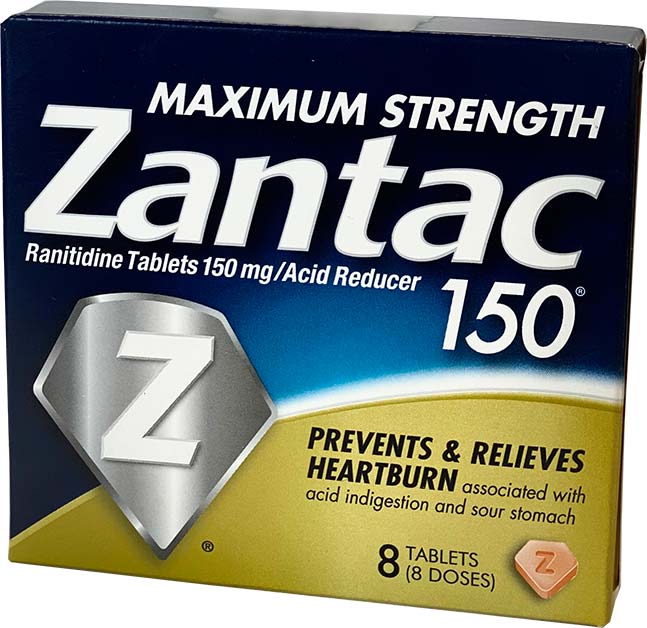 MAXIMUM STRENGTH
Zantac
Ranitidine Tablets 150 mg/Acid Reducer
150®
Z
®
PREVENTS & RELIEVES
HEARTBURN associated with
acid indigestion and sour stomach
8 TABLETS
(8 DOSES)
Z